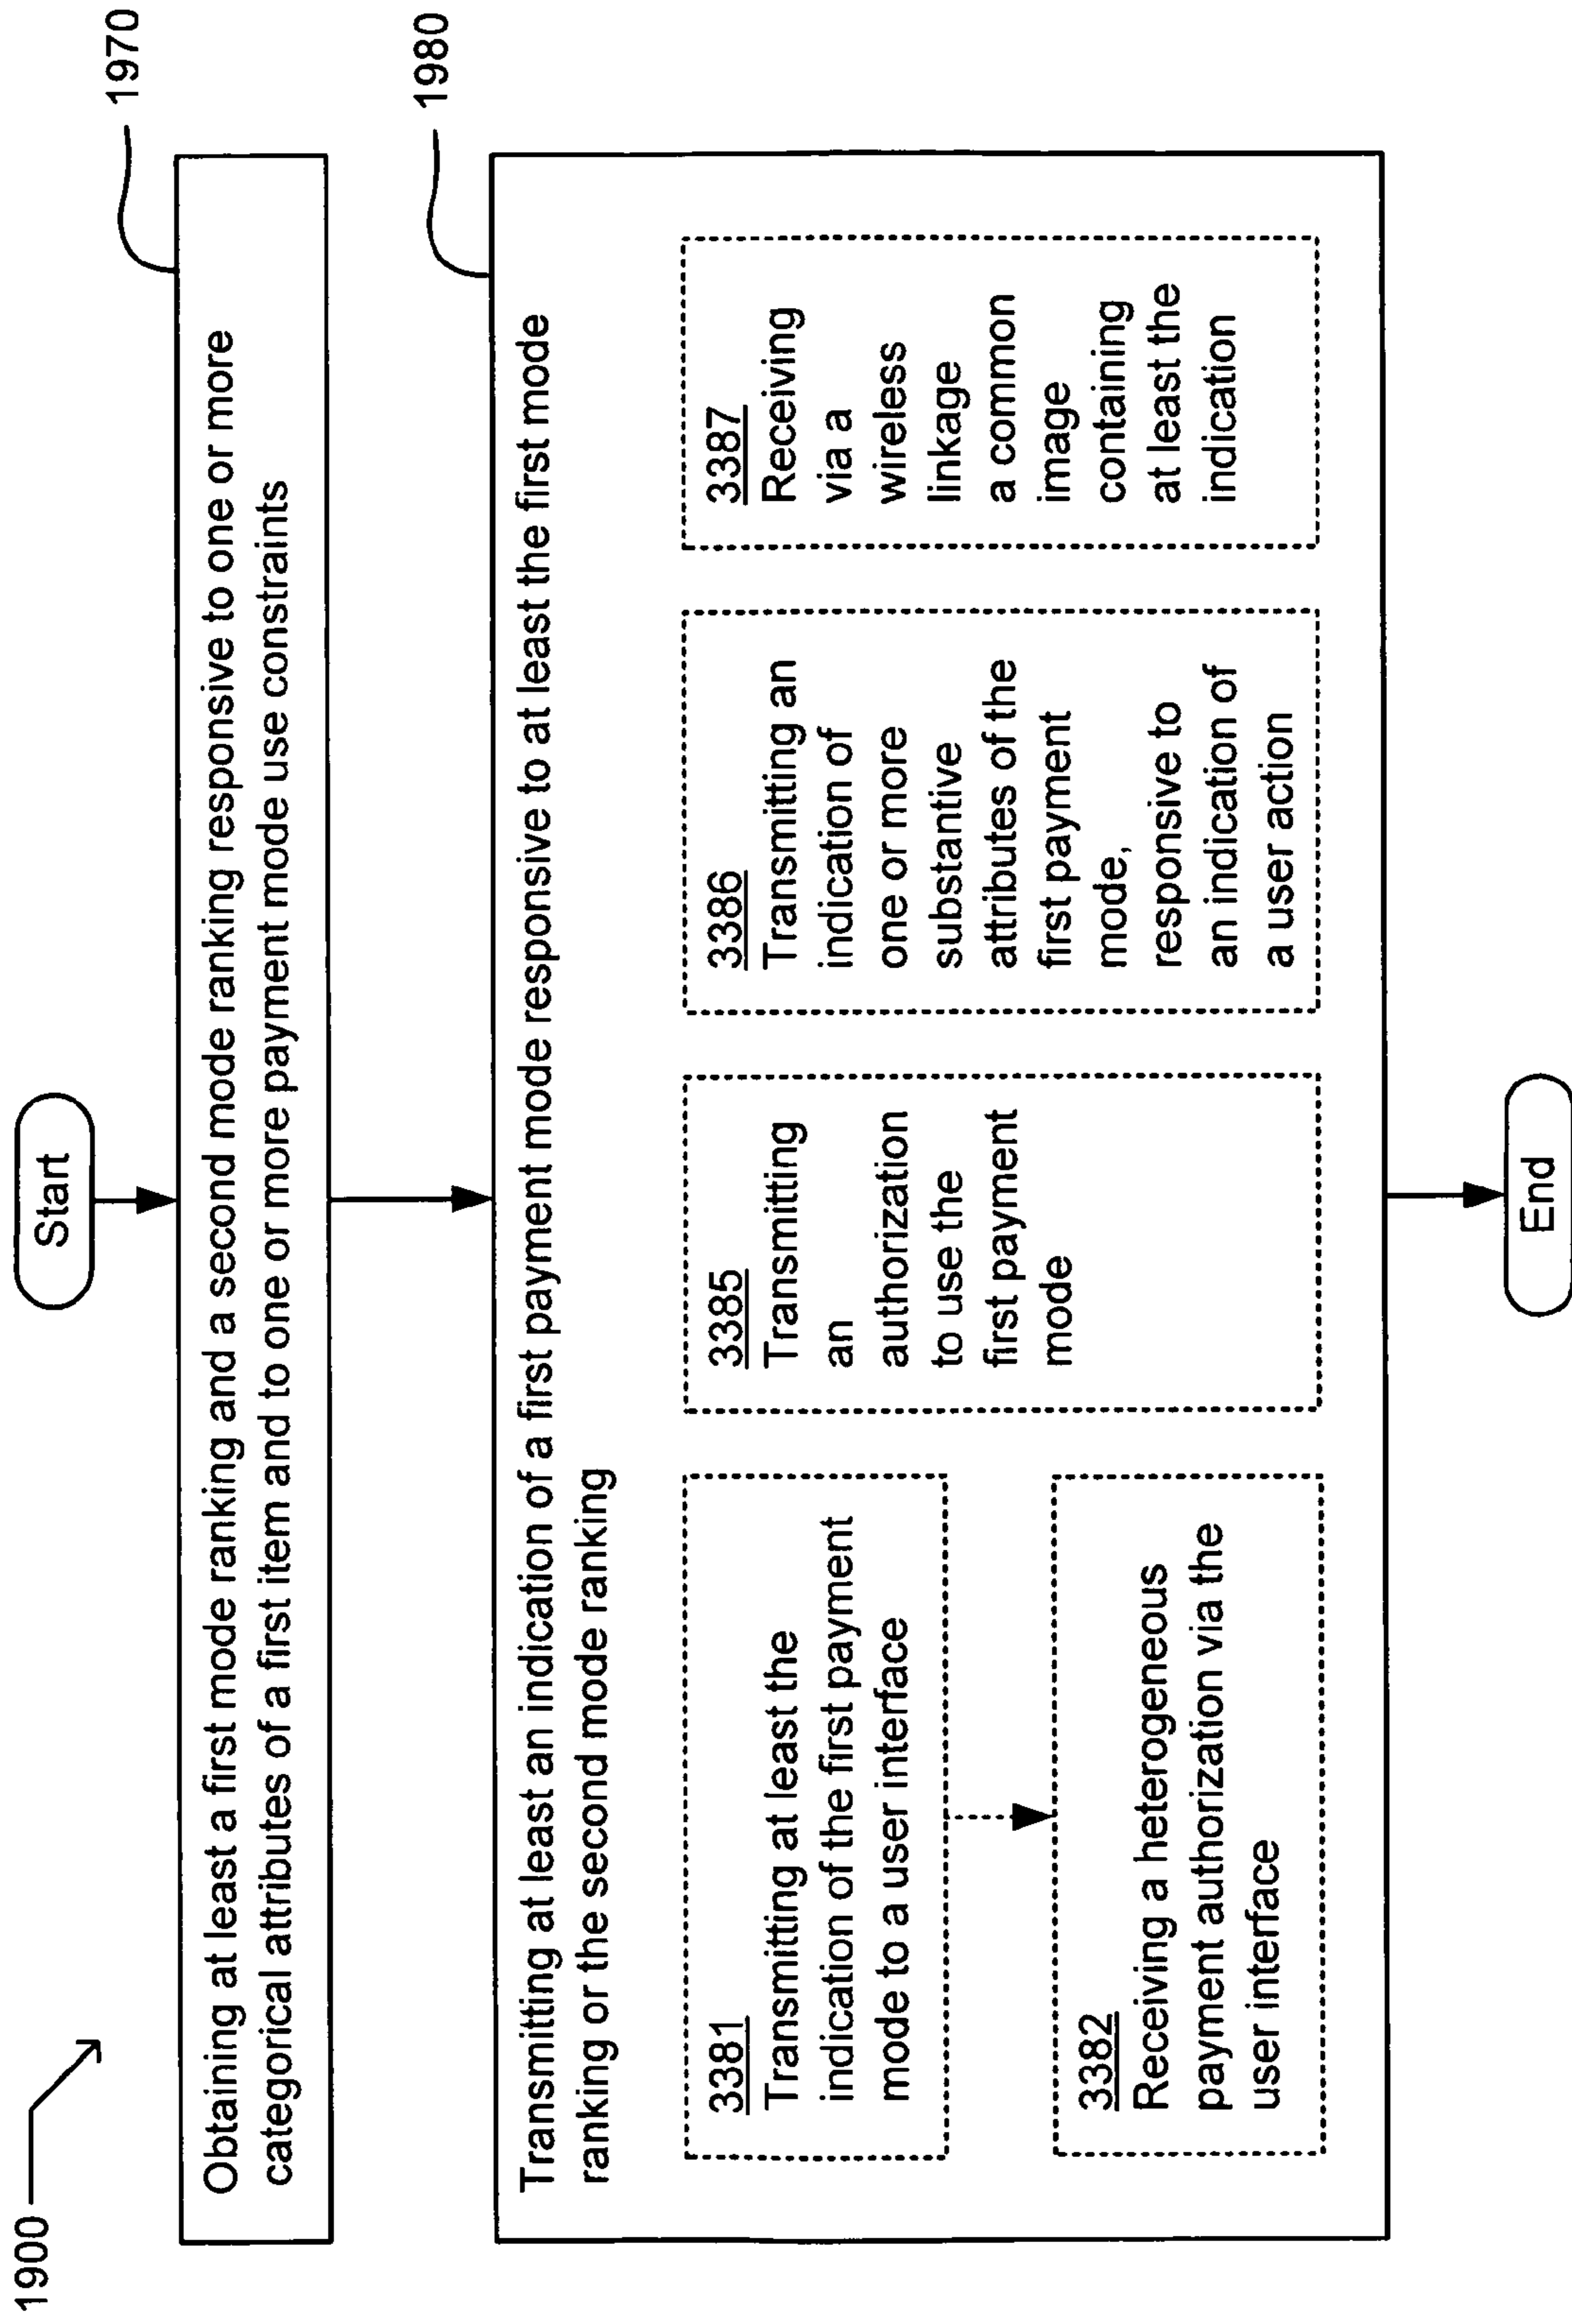 1900
Start
1970
Obtaining at least a first mode ranking and a second mode ranking responsive to one or more
categorical attributes of a first item and to one or more payment mode use constraints
1980
Transmitting at least an indication of a first payment mode responsive to at least the first mode
ranking or the second mode ranking
3381
Transmitting at least the
indication of the first payment
mode to a user interface
3382
Receiving a heterogeneous
payment authorization via the
user interface
3385
Transmitting
an
authorization
to use the
first payment
mode
3386
Transmitting an
indication of
one or more
substantive
attributes of the
first payment
mode,
responsive to
an indication of
a user action
3387
Receiving
via a
wireless
linkage
a common
image
containing
at least the
indication
End